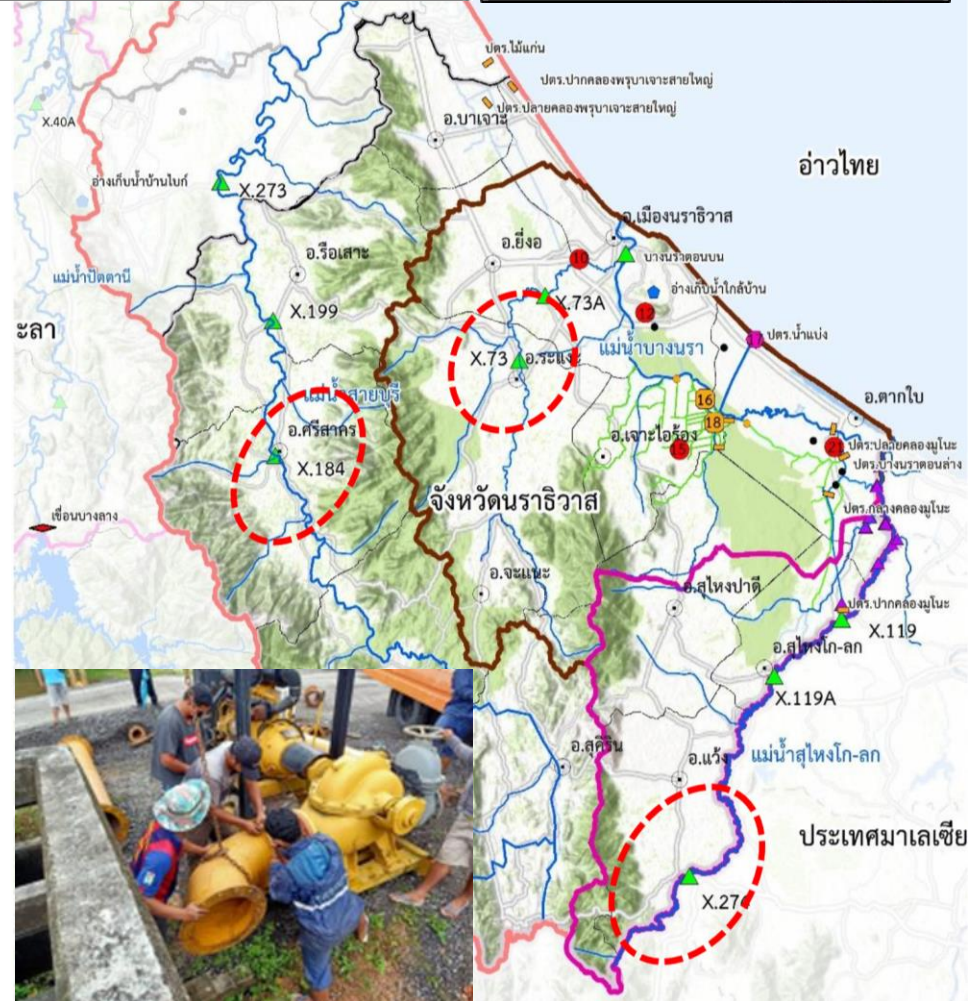 ปตร.ไม้แก่น
ปตร.ปากคลองพรุบาเจาะสายใหญ่
ปตร.ปลายคลองพรุบาเจาะสายใหญ่
X.40A
อ.บาเจาะ
อ่าวไทย
อ่างเก็บน้ำบ้านไบก์
X.273
อ.เมืองนราธิวาส
อ.ยี่งอ
อ.รือเสาะ
บางนราตอนบน
10
แม่น้ำปัตตานี
อ่างเก็บน้ำใกล้บ้าน
X.73A
X.199
12
ะลา
ปตร.น้ำแบ่ง
17
แม่น้ำบางนรา
X.73
อ.ระแงะ
แม่น้ำสายบุรี
อ.ตากใบ
16
18
อ.ศรีสาคร
อ.เจาะไอร้อง
15
21
ปตร.ปลายคลองมูโนะ
ปตร.บางนราตอนล่าง
X.184
จังหวัดนราธิวาส
ปตร.กลางคลองมูโนะ
เขื่อนบางลาง
อ.จะแนะ
อ.สุไหงปาดี
ปตร.ปากคลองมูโนะ
X.119
อ.สุไหงโก-ลก
X.119A
อ.สุคิริน
อ.แว้ง
แม่น้ำสุไหงโก-ลก
ประเทศมาเลเซีย
X.274